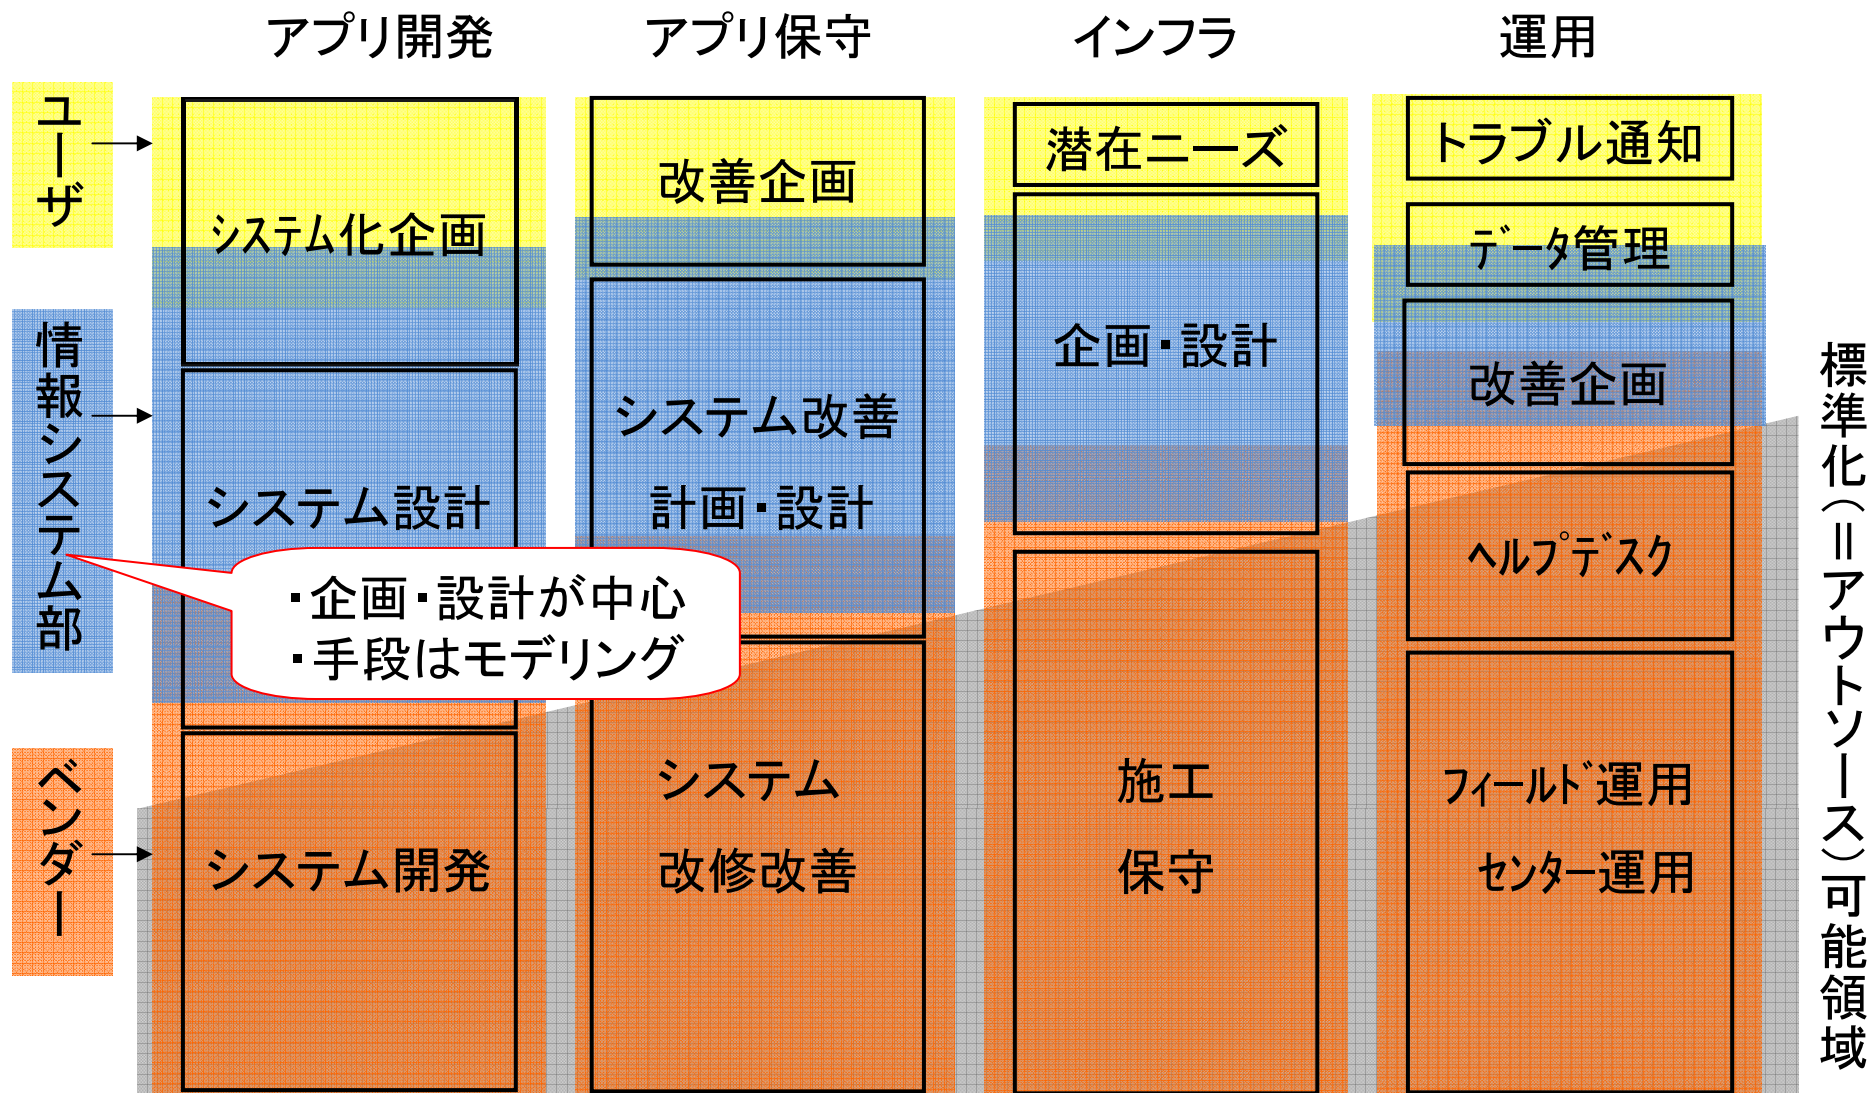 アプリ開発
アプリ保守
インフラ
運用
ユーザ
情報システム部
ベンダー
システム化企画
システム設計
システム開発
改善企画
システム改善
計画・設計
システム
改修改善
潜在ニーズ
企画・設計
施工
保守
トラブル通知
データ管理
改善企画
ヘルプデスク
フィールド運用
センター運用
・企画・設計が中心
・手段はモデリング
標準化（＝アウトソース）可能領域